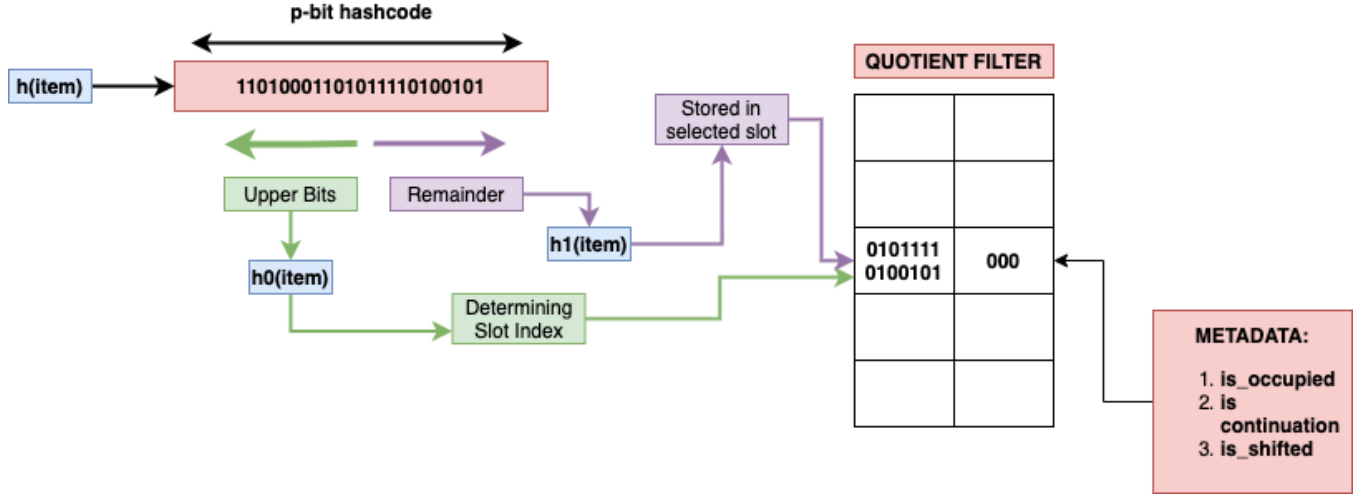 p-bit hashcode
h(item)
11010001101011110100101
QUOTIENT FILTER
Stored in
selected slot
Upper Bits
Remainder
h1(item)
h0(item)
0101111
0100101
000
Determining
Slot Index
METADATA:
1. is_occupied
2. is
continuation
3. is_shifted